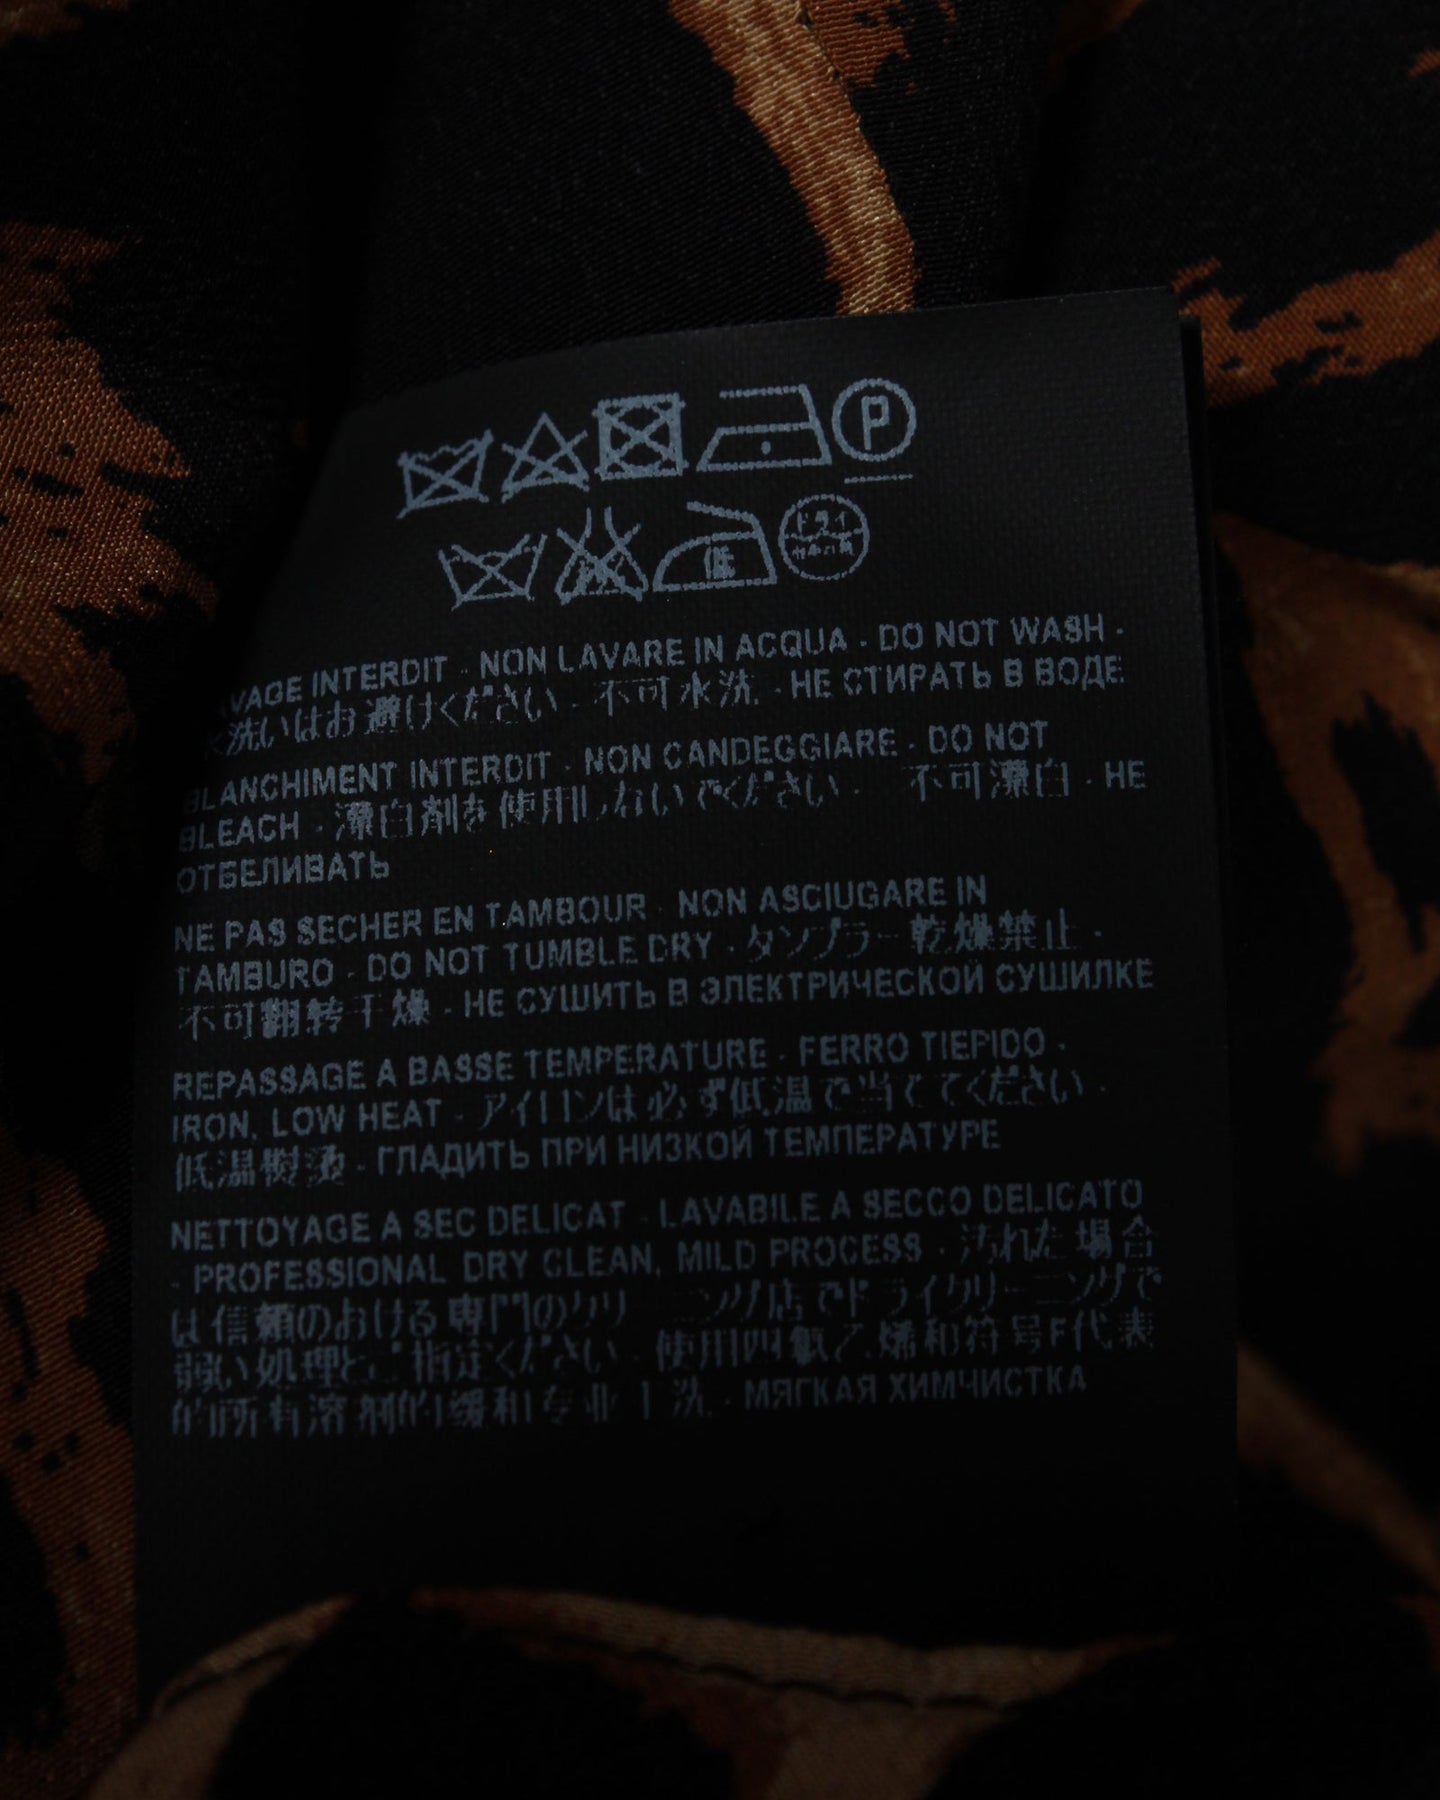 P
ドライ
低
INTERDIT - NON LAVARE IN ACQUA - DO NOT WASH -
洗いはお避けください - 不可水洗 - НЕ СТИРАТЬ В ВОДЕ
BLANCHIMENT INTERDIT - NON CANDEGGIARE - DO NOT
BLEACH - 漂白剤を使用しないでください - 不可漂白 - НЕ
ОТБЕЛИВАТЬ
NE PAS SECHER EN TAMBOUR - NON ASCIUGARE IN
TAMBURO - DO NOT TUMBLE DRY - タンブラー乾燥禁止 -
不可翻转干燥 - НЕ СУШИТЬ В ЭЛЕКТРИЧЕСКОЙ СУШИЛКЕ
REPASSAGE A BASSE TEMPERATURE - FERRO TIEPIDO -
IRON, LOW HEAT - アイロンは必ず低温で当ててください -
低温熨烫 - ГЛАДИТЬ ПРИ НИЗКОЙ ТЕМПЕРАТУРЕ
NETTOYAGE A SEC DELICAT - LAVABILE A SECCO DELICATO
- PROFESSIONAL DRY CLEAN, MILD PROCESS - 汚れた場合
は信頼のおける専門のクリーニング店でドライクリーニングで
弱い処理をご指定ください - 使用四氯乙烯和符号F代表
的所有溶剂的缓和专业干洗 - МЯГКАЯ ХИМЧИСТКА